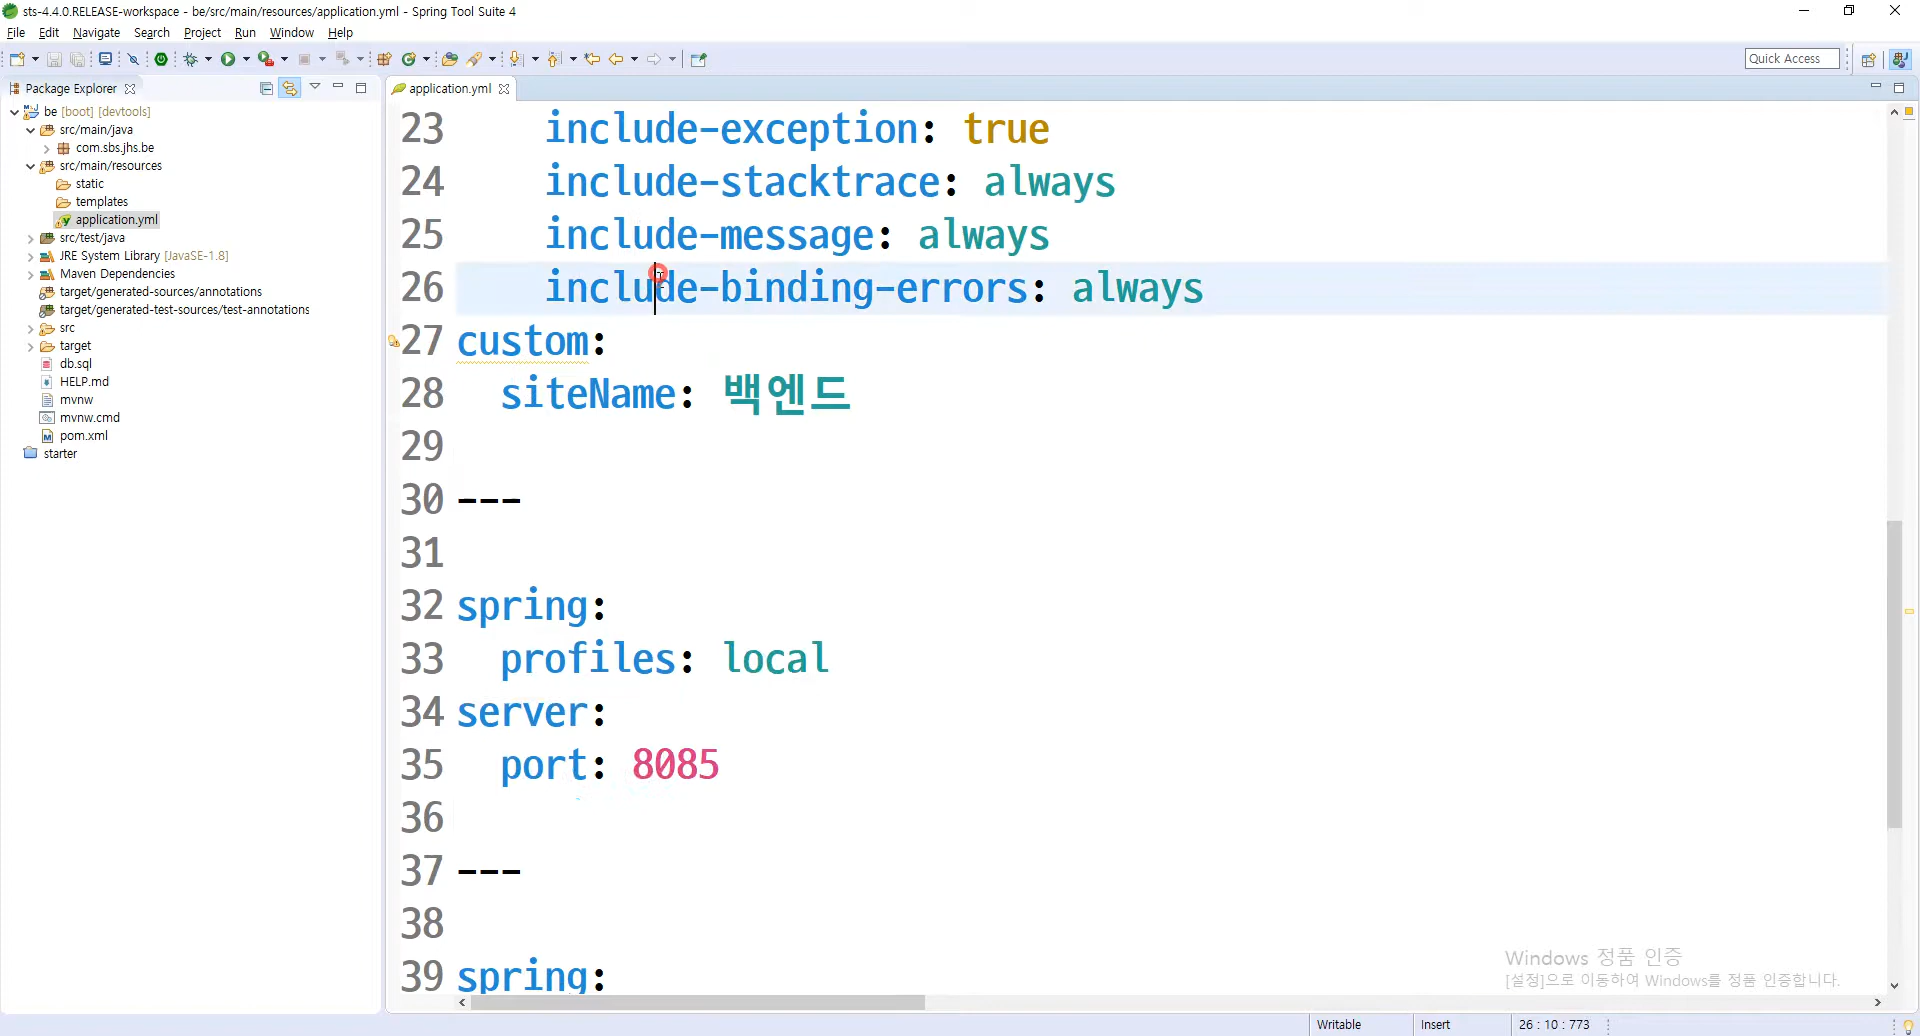 sts-4.4.0.RELEASE-workspace - be/src/main/resources/application.yml - Spring Tool Suite 4
File Edit Navigate Search Project Run Window Help
Quick Access
Package Explorer
application.yml
be [boot] [devtools]
src/main/java
com.sbs.jhs.be
src/main/resources
static
templates
application.yml
src/test/java
JRE System Library [JavaSE-1.8]
Maven Dependencies
target/generated-sources/annotations
target/generated-test-sources/test-annotations
src
target
db.sql
HELP.md
mvnw
mvnw.cmd
pom.xml
starter
23 include-exception: true
24 include-stacktrace: always
25 include-message: always
26 include-binding-errors: always
27 custom:
28 siteName: 백엔드
29
30 ---
31
32 spring:
33 profiles: local
34 server:
35 port: 8085
36
37 ---
38
39 spring:
Windows 정품 인증
[설정]으로 이동하여 Windows를 정품 인증합니다.
Writable Insert 26 : 10 : 773